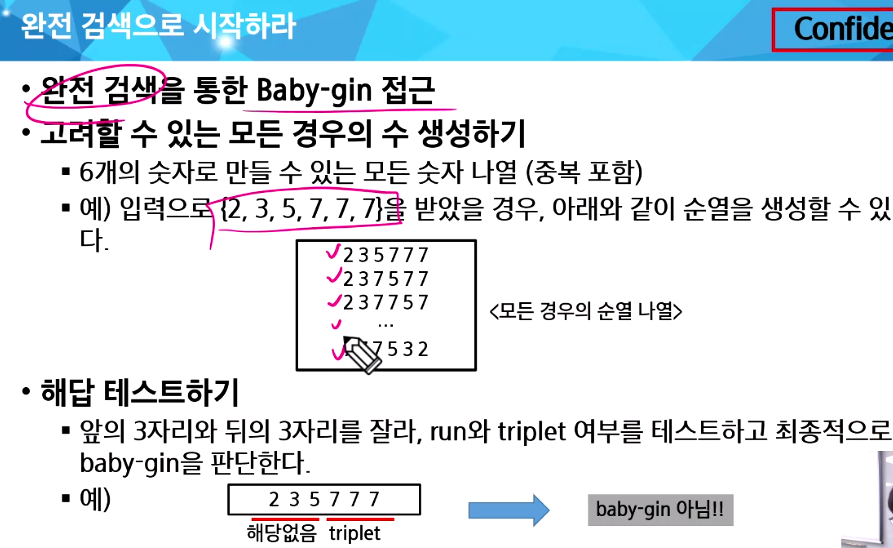 완전 검색으로 시작하라
Confide
• 완전 검색을 통한 Baby-gin 접근
• 고려할 수 있는 모든 경우의 수 생성하기
▪ 6개의 숫자로 만들 수 있는 모든 숫자 나열 (중복 포함)
▪ 예) 입력으로 {2, 3, 5, 7, 7, 7}을 받았을 경우, 아래와 같이 순열을 생성할 수 있
다.
2 3 5 7 7 7
2 3 7 5 7 7
2 3 7 7 5 7
...
7 5 3 2
<모든 경우의 순열 나열>
• 해답 테스트하기
▪ 앞의 3자리와 뒤의 3자리를 잘라, run와 triplet 여부를 테스트하고 최종적으로
baby-gin을 판단한다.
▪ 예)
2 3 5 7 7 7
baby-gin 아님!!
해당없음 triplet